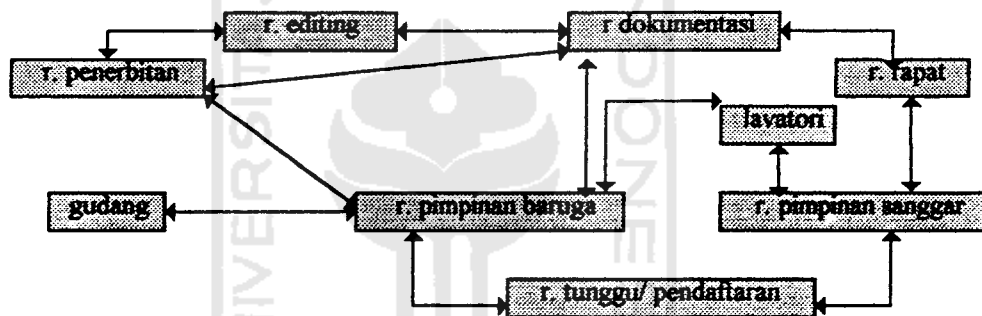 r. editing
r dokumentasi
r. penerbitan
r. rapat
lavatori
gudang
r. pimpinan baruga
r. pimpinan sanggar
r. tunggu/ pendaftaran